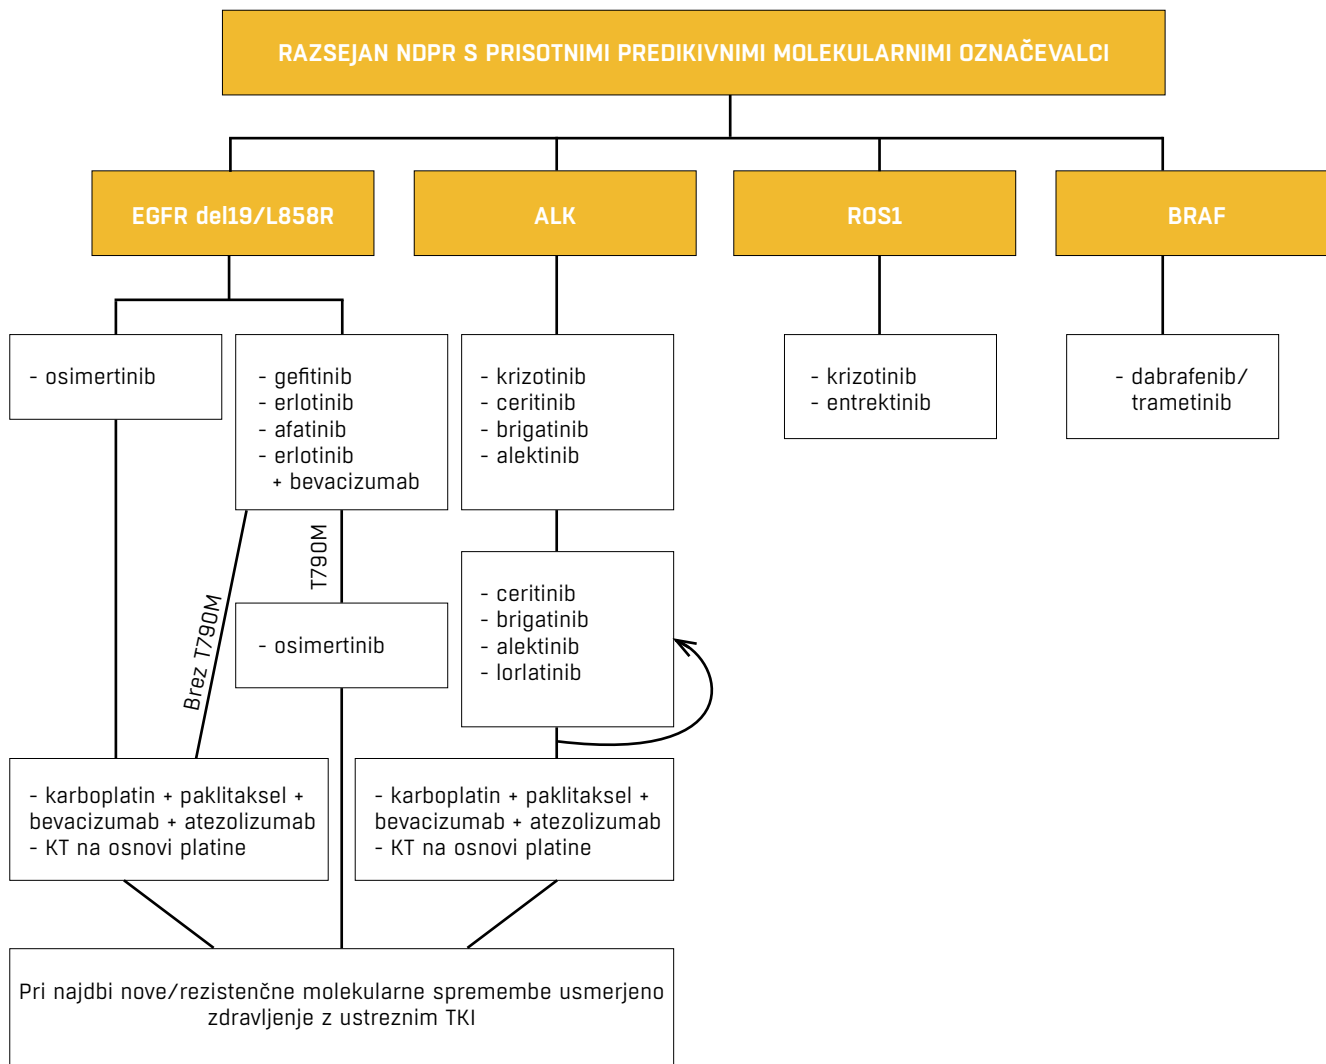 RAZSEJAN NDPR S PRISOTNIMI PREDIKIVNIMI MOLEKULARNIMI OZNAČEVALCI
EGFR del19/L858R
ALK
ROS1
BRAF
- osimertinib
- gefitinib
- erlotinib
- afatinib
- erlotinib
+ bevacizumab
- krizotinib
- ceritinib
- brigatinib
- alektinib
- krizotinib
- entrektinib
- dabrafenib/
trametinib
Brez T790M
T790M
- osimertinib
- ceritinib
- brigatinib
- alektinib
- lorlatinib
- karboplatin + paklitaksel +
bevacizumab + atezolizumab
- KT na osnovi platine
- karboplatin + paklitaksel +
bevacizumab + atezolizumab
- KT na osnovi platine
Pri najdbi nove/rezistenčne molekularne spremembe usmerjeno
zdravljenje z ustreznim TKI